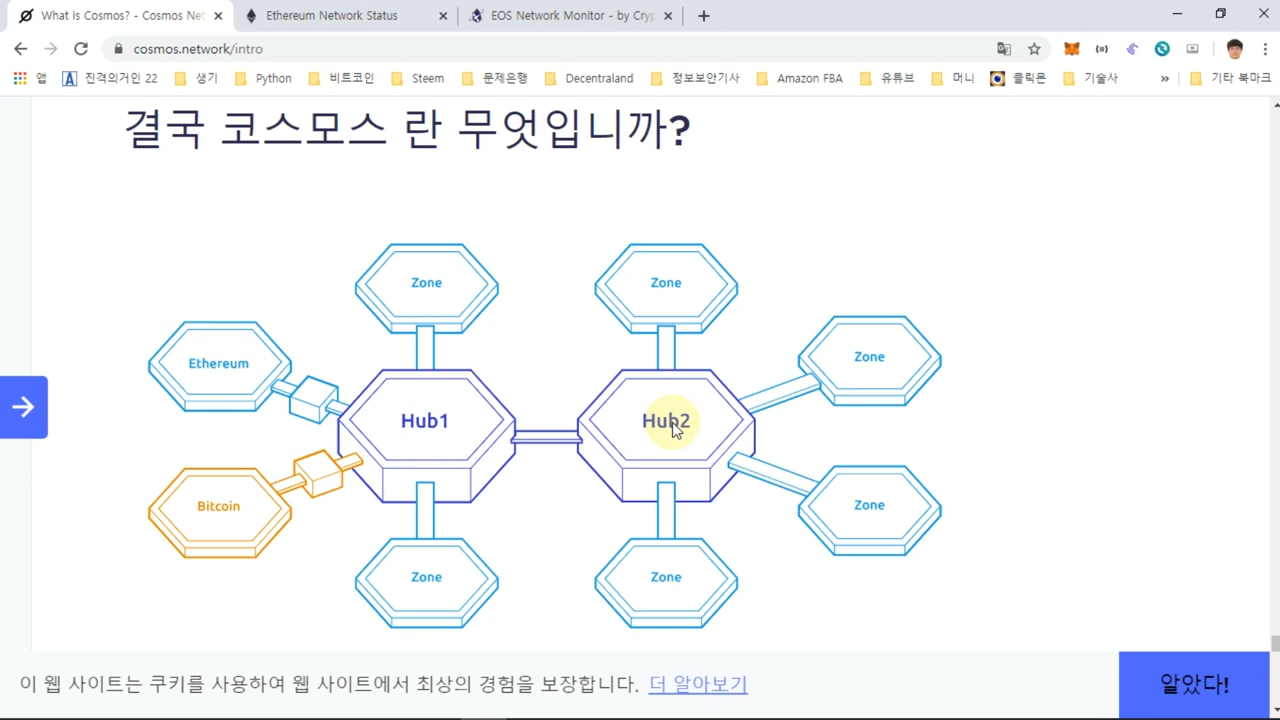 What is Cosmos? - Cosmos Net
Ethereum Network Status
EOS Network Monitor - by Cryp
cosmos.network/intro
앱
진격의거인 22
생기
Python
비트코인
Steem
문제은행
Decentraland
정보보안기사
Amazon FBA
유튜브
머니
클릭몬
기술사
»
기타 북마크
결국 코스모스 란 무엇입니까?
Zone
Zone
Ethereum
Zone
Hub1
Hub2
Bitcoin
Zone
Zone
Zone
이 웹 사이트는 쿠키를 사용하여 웹 사이트에서 최상의 경험을 보장합니다. 더 알아보기
알았다!